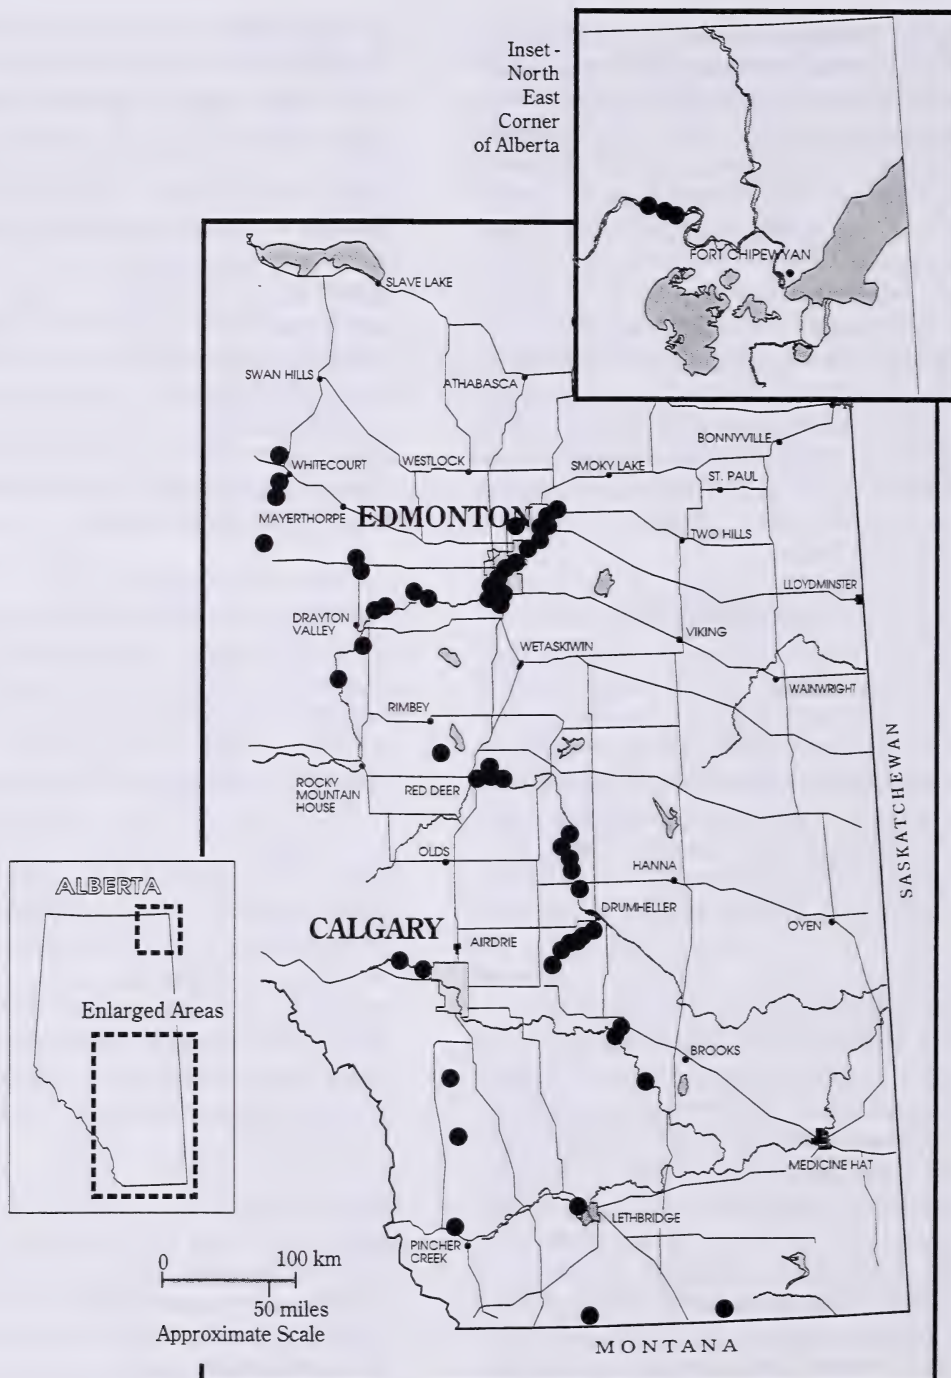 Inset -
North
East
Corner
of Alberta
FORT CHIPEWYAN
SLAVE LAKE
SWAN HILLS
ATHABASCA
BONNYVILLE
WHITECOURT
WESTLOCK
SMOKY LAKE
ST. PAUL
MAYERTHORPE
EDMONTON
TWO HILLS
LLOYDMINSTER
DRAYTON
VALLEY
VIKING
WETASKIWIN
WAINWRIGHT
RIMBEY
SASKATCHEWAN
ROCKY
MOUNTAIN
HOUSE
RED DEER
OLDS
HANNA
ALBERTA
DRUMHELLER
CALGARY
AIRDRIE
OYEN
Enlarged Areas
BROOKS
MEDICINE HAT
LETHBRIDGE
PINCHER
CREEK
0 100 km
50 miles
Approximate Scale
MONTANA